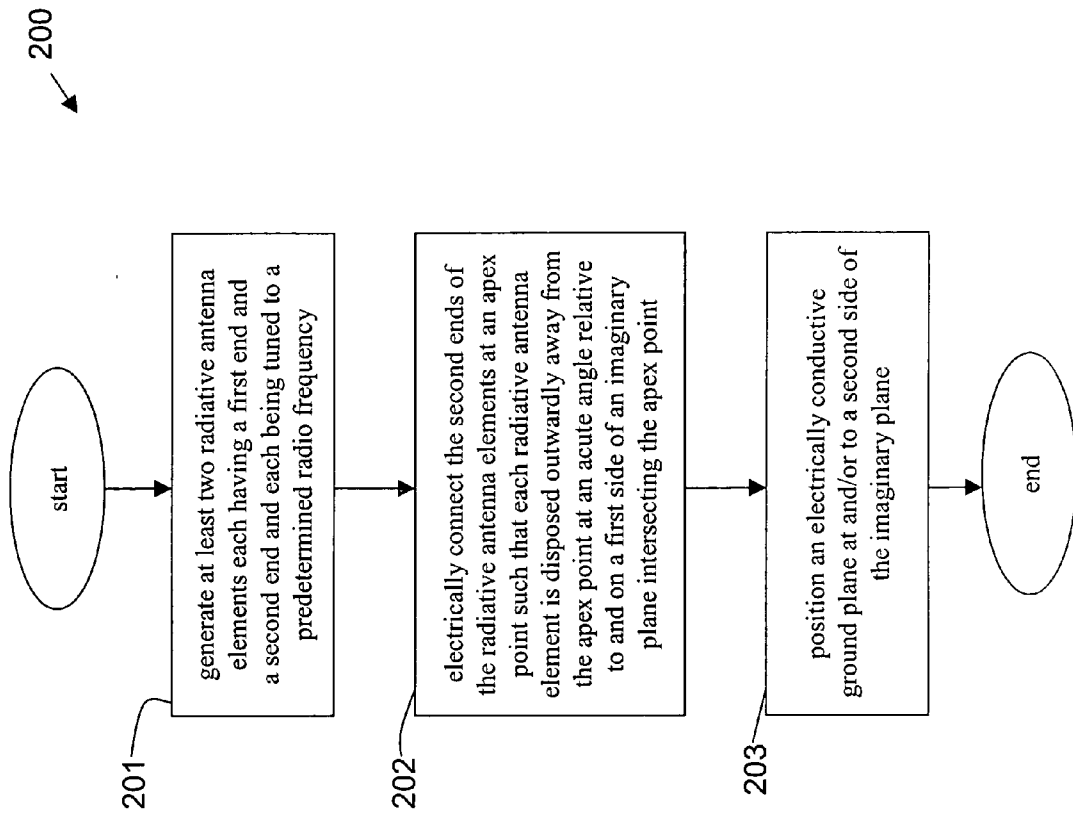 200
start
201
generate at least two radiative antenna
elements each having a first end and
a second end and each being tuned to a
predetermined radio frequency
202
electrically connect the second ends of
the radiative antenna elements at an apex
point such that each radiative antenna
element is disposed outwardly away from
the apex point at an acute angle relative
to and on a first side of an imaginary
plane intersecting the apex point
203
position an electrically conductive
ground plane at and/or to a second side of
the imaginary plane
end